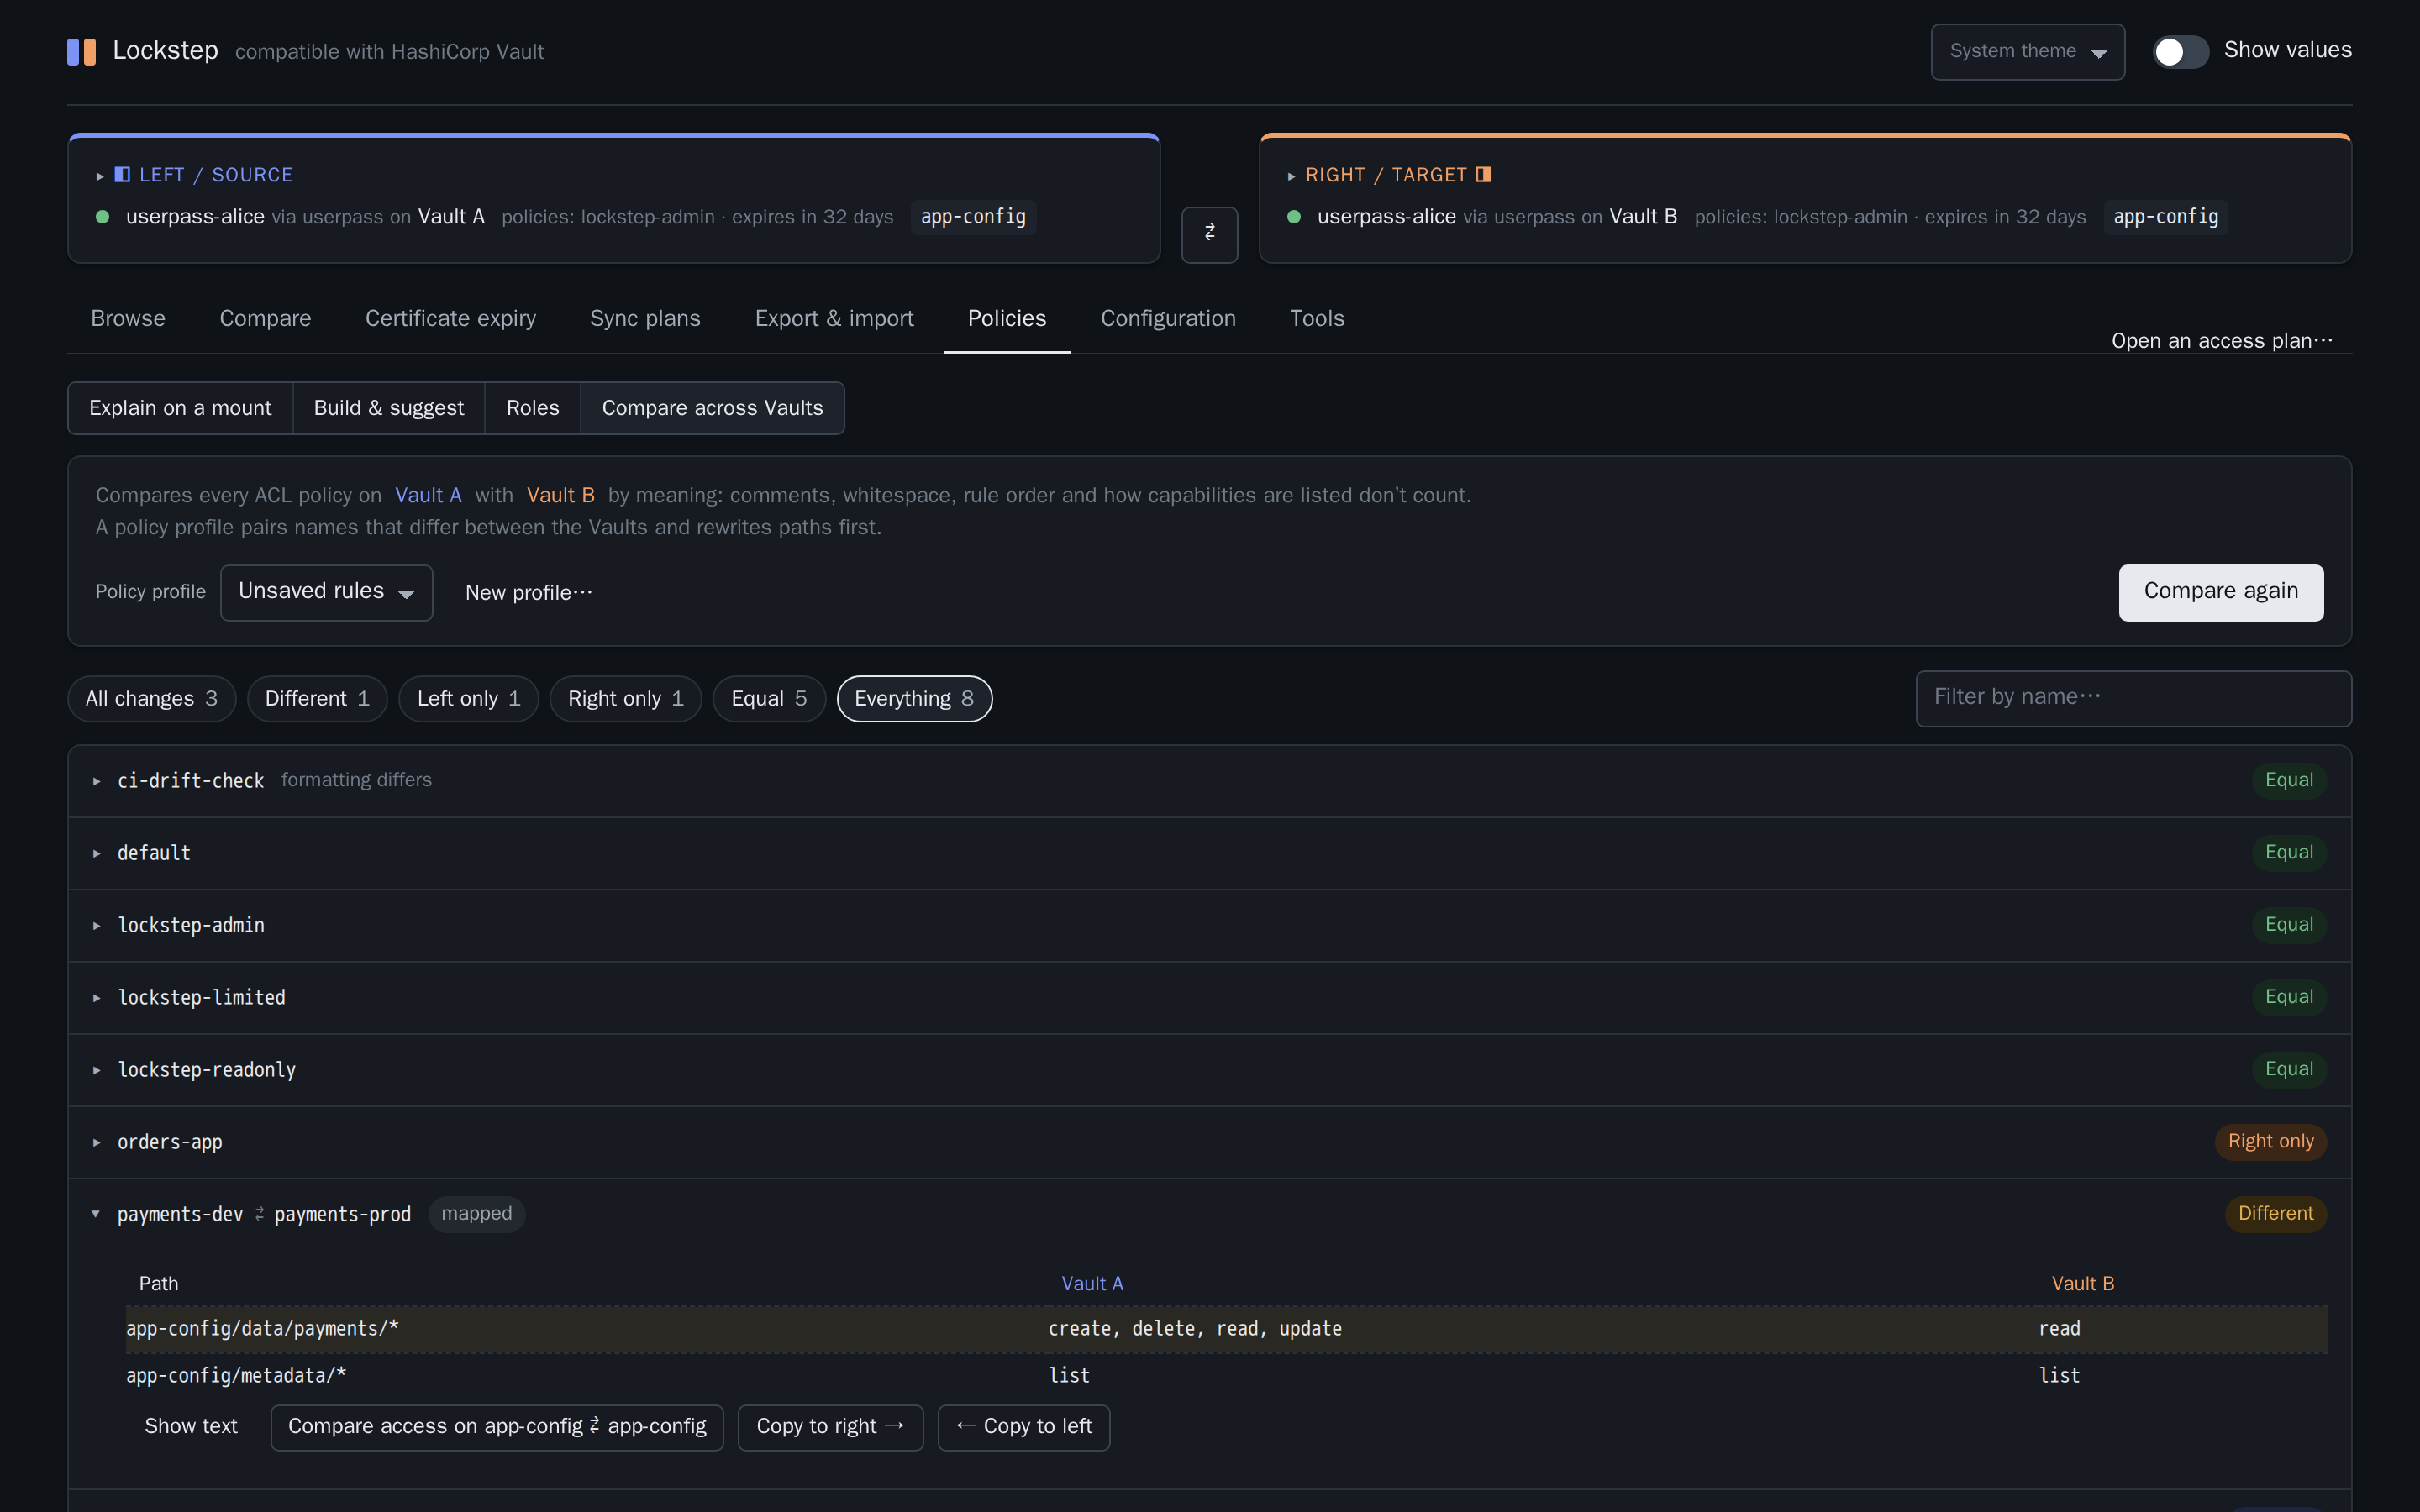 Lockstep compatible with HashiCorp Vault
System theme
Show values
LEFT / SOURCE
userpass-alice via userpass on Vault A policies: lockstep-admin · expires in 32 days app-config
⇄
RIGHT / TARGET
userpass-alice via userpass on Vault B policies: lockstep-admin · expires in 32 days app-config
Browse Compare Certificate expiry Sync plans Export & import Policies Configuration Tools
Open an access plan…
Explain on a mount Build & suggest Roles Compare across Vaults
Compares every ACL policy on Vault A with Vault B by meaning: comments, whitespace, rule order and how capabilities are listed don’t count.
A policy profile pairs names that differ between the Vaults and rewrites paths first.
Policy profile Unsaved rules New profile… Compare again
All changes 3 Different 1 Left only 1 Right only 1 Equal 5 Everything 8 Filter by name…
ci-drift-check formatting differs Equal
default Equal
lockstep-admin Equal
lockstep-limited Equal
lockstep-readonly Equal
orders-app Right only
payments-dev ⇄ payments-prod mapped Different
Path Vault A Vault B
app-config/data/payments/* create, delete, read, update read
app-config/metadata/* list list
Show text Compare access on app-config ⇄ app-config Copy to right → ← Copy to left